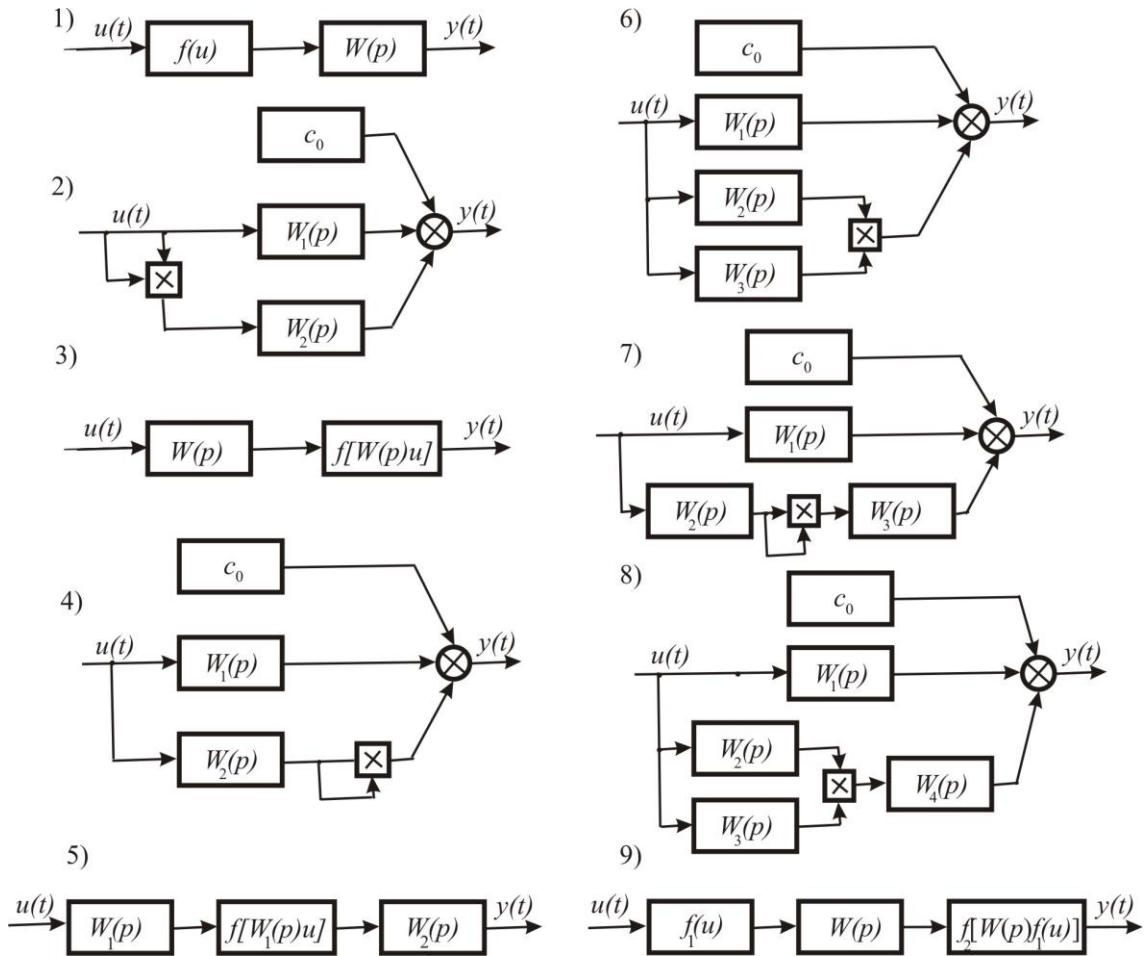 1)
u(t)
f(u)
W(p)
y(t)
2)
c₀
u(t)
W₁(p)
y(t)
×
W₂(p)
3)
u(t)
W(p)
f[W(p)u]
y(t)
4)
c₀
u(t)
W₁(p)
y(t)
W₂(p)
×
5)
u(t)
W₁(p)
f[W₁(p)u]
W₂(p)
y(t)
6)
c₀
u(t)
W₁(p)
y(t)
W₂(p)
×
W₃(p)
7)
c₀
u(t)
W₁(p)
y(t)
W₂(p)
×
W₃(p)
8)
c₀
u(t)
W₁(p)
y(t)
W₂(p)
×
W₄(p)
W₃(p)
9)
u(t)
f₁(u)
W(p)
f₂[W(p)f₁(u)]
y(t)